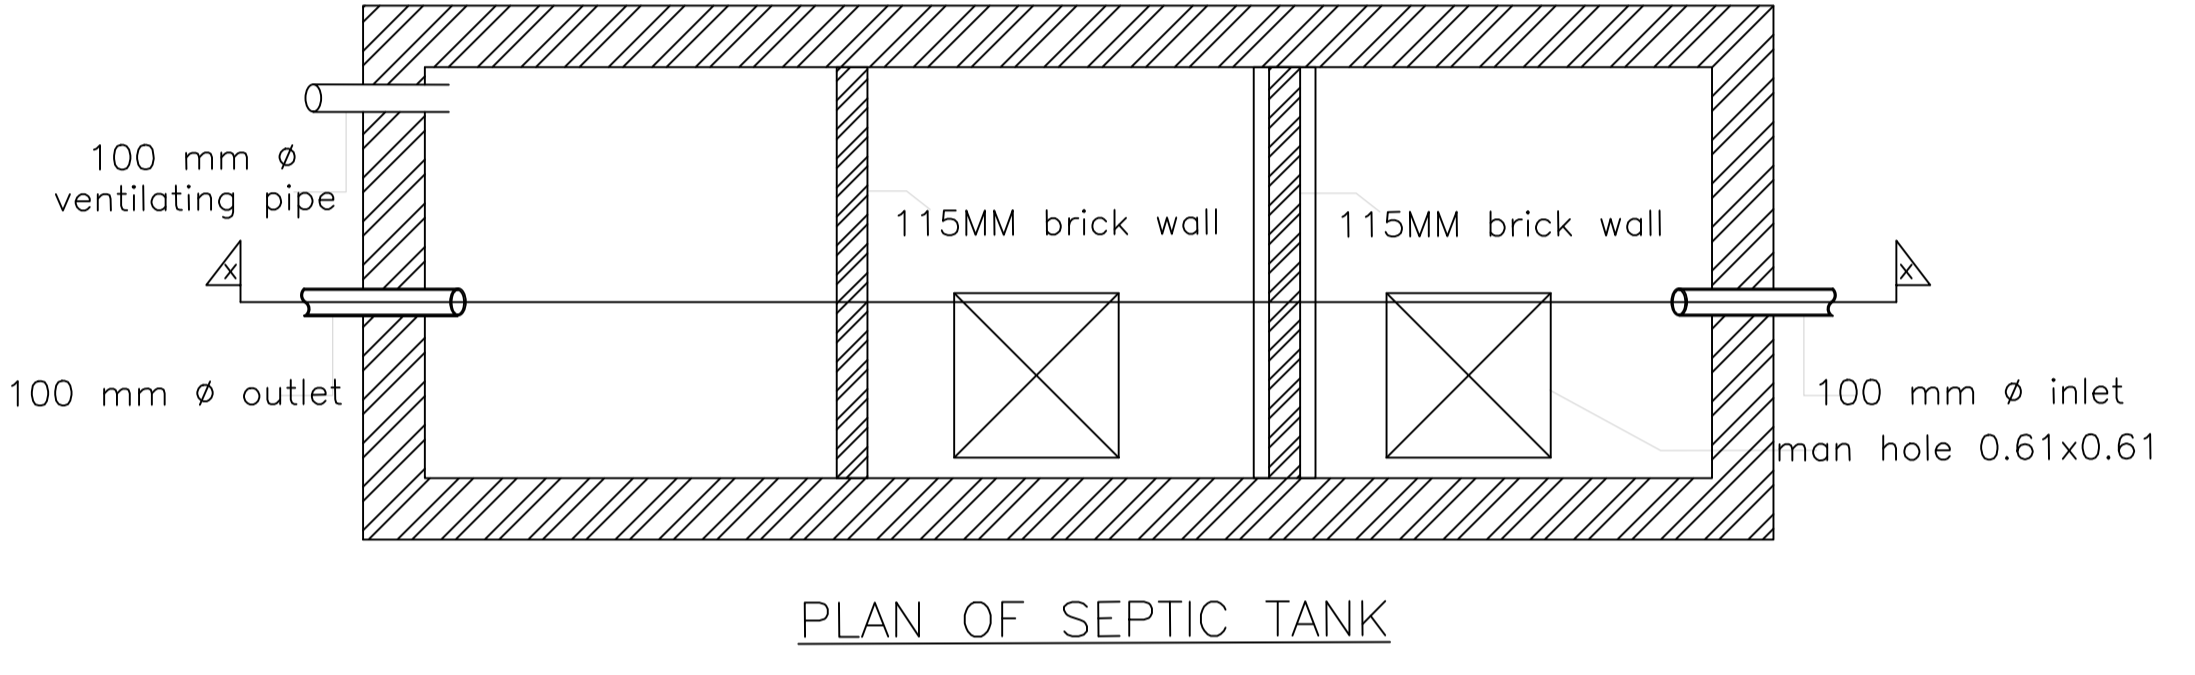 100 mm ø
ventilating pipe
115MM brick wall
115MM brick wall
x
x
100 mm ø outlet
100 mm ø inlet
man hole 0.61x0.61
PLAN OF SEPTIC TANK